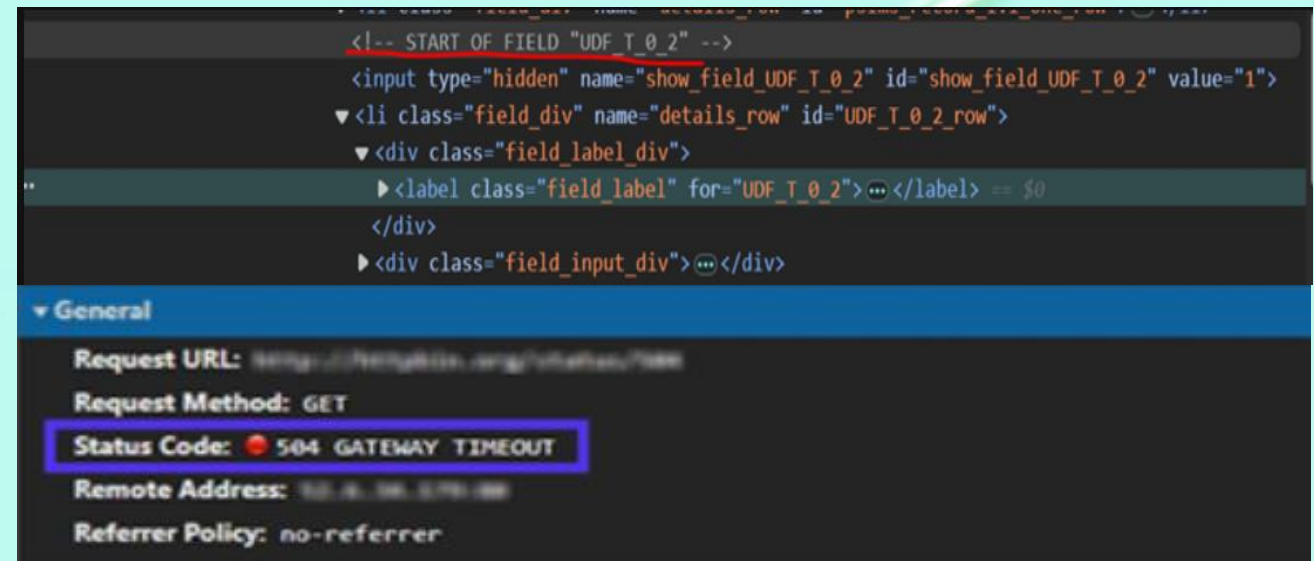 <!-- START OF FIELD "UDF_T_0_2" -->
<input type="hidden" name="show_field_UDF_T_0_2" id="show_field_UDF_T_0_2" value="1">
▼<li class="field_div" name="details_row" id="UDF_T_0_2_row">
▼<div class="field_label_div">
▶<label class="field_label" for="UDF_T_0_2">…</label> == $0
</div>
▶<div class="field_input_div">…</div>
▼ General
Request URL:
Request Method: GET
Status Code: 504 GATEWAY TIMEOUT
Remote Address:
Referrer Policy: no-referrer